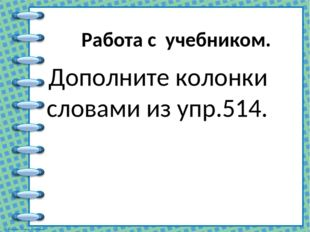 Работа с учебником.
Дополните колонки
словами из упр.514.